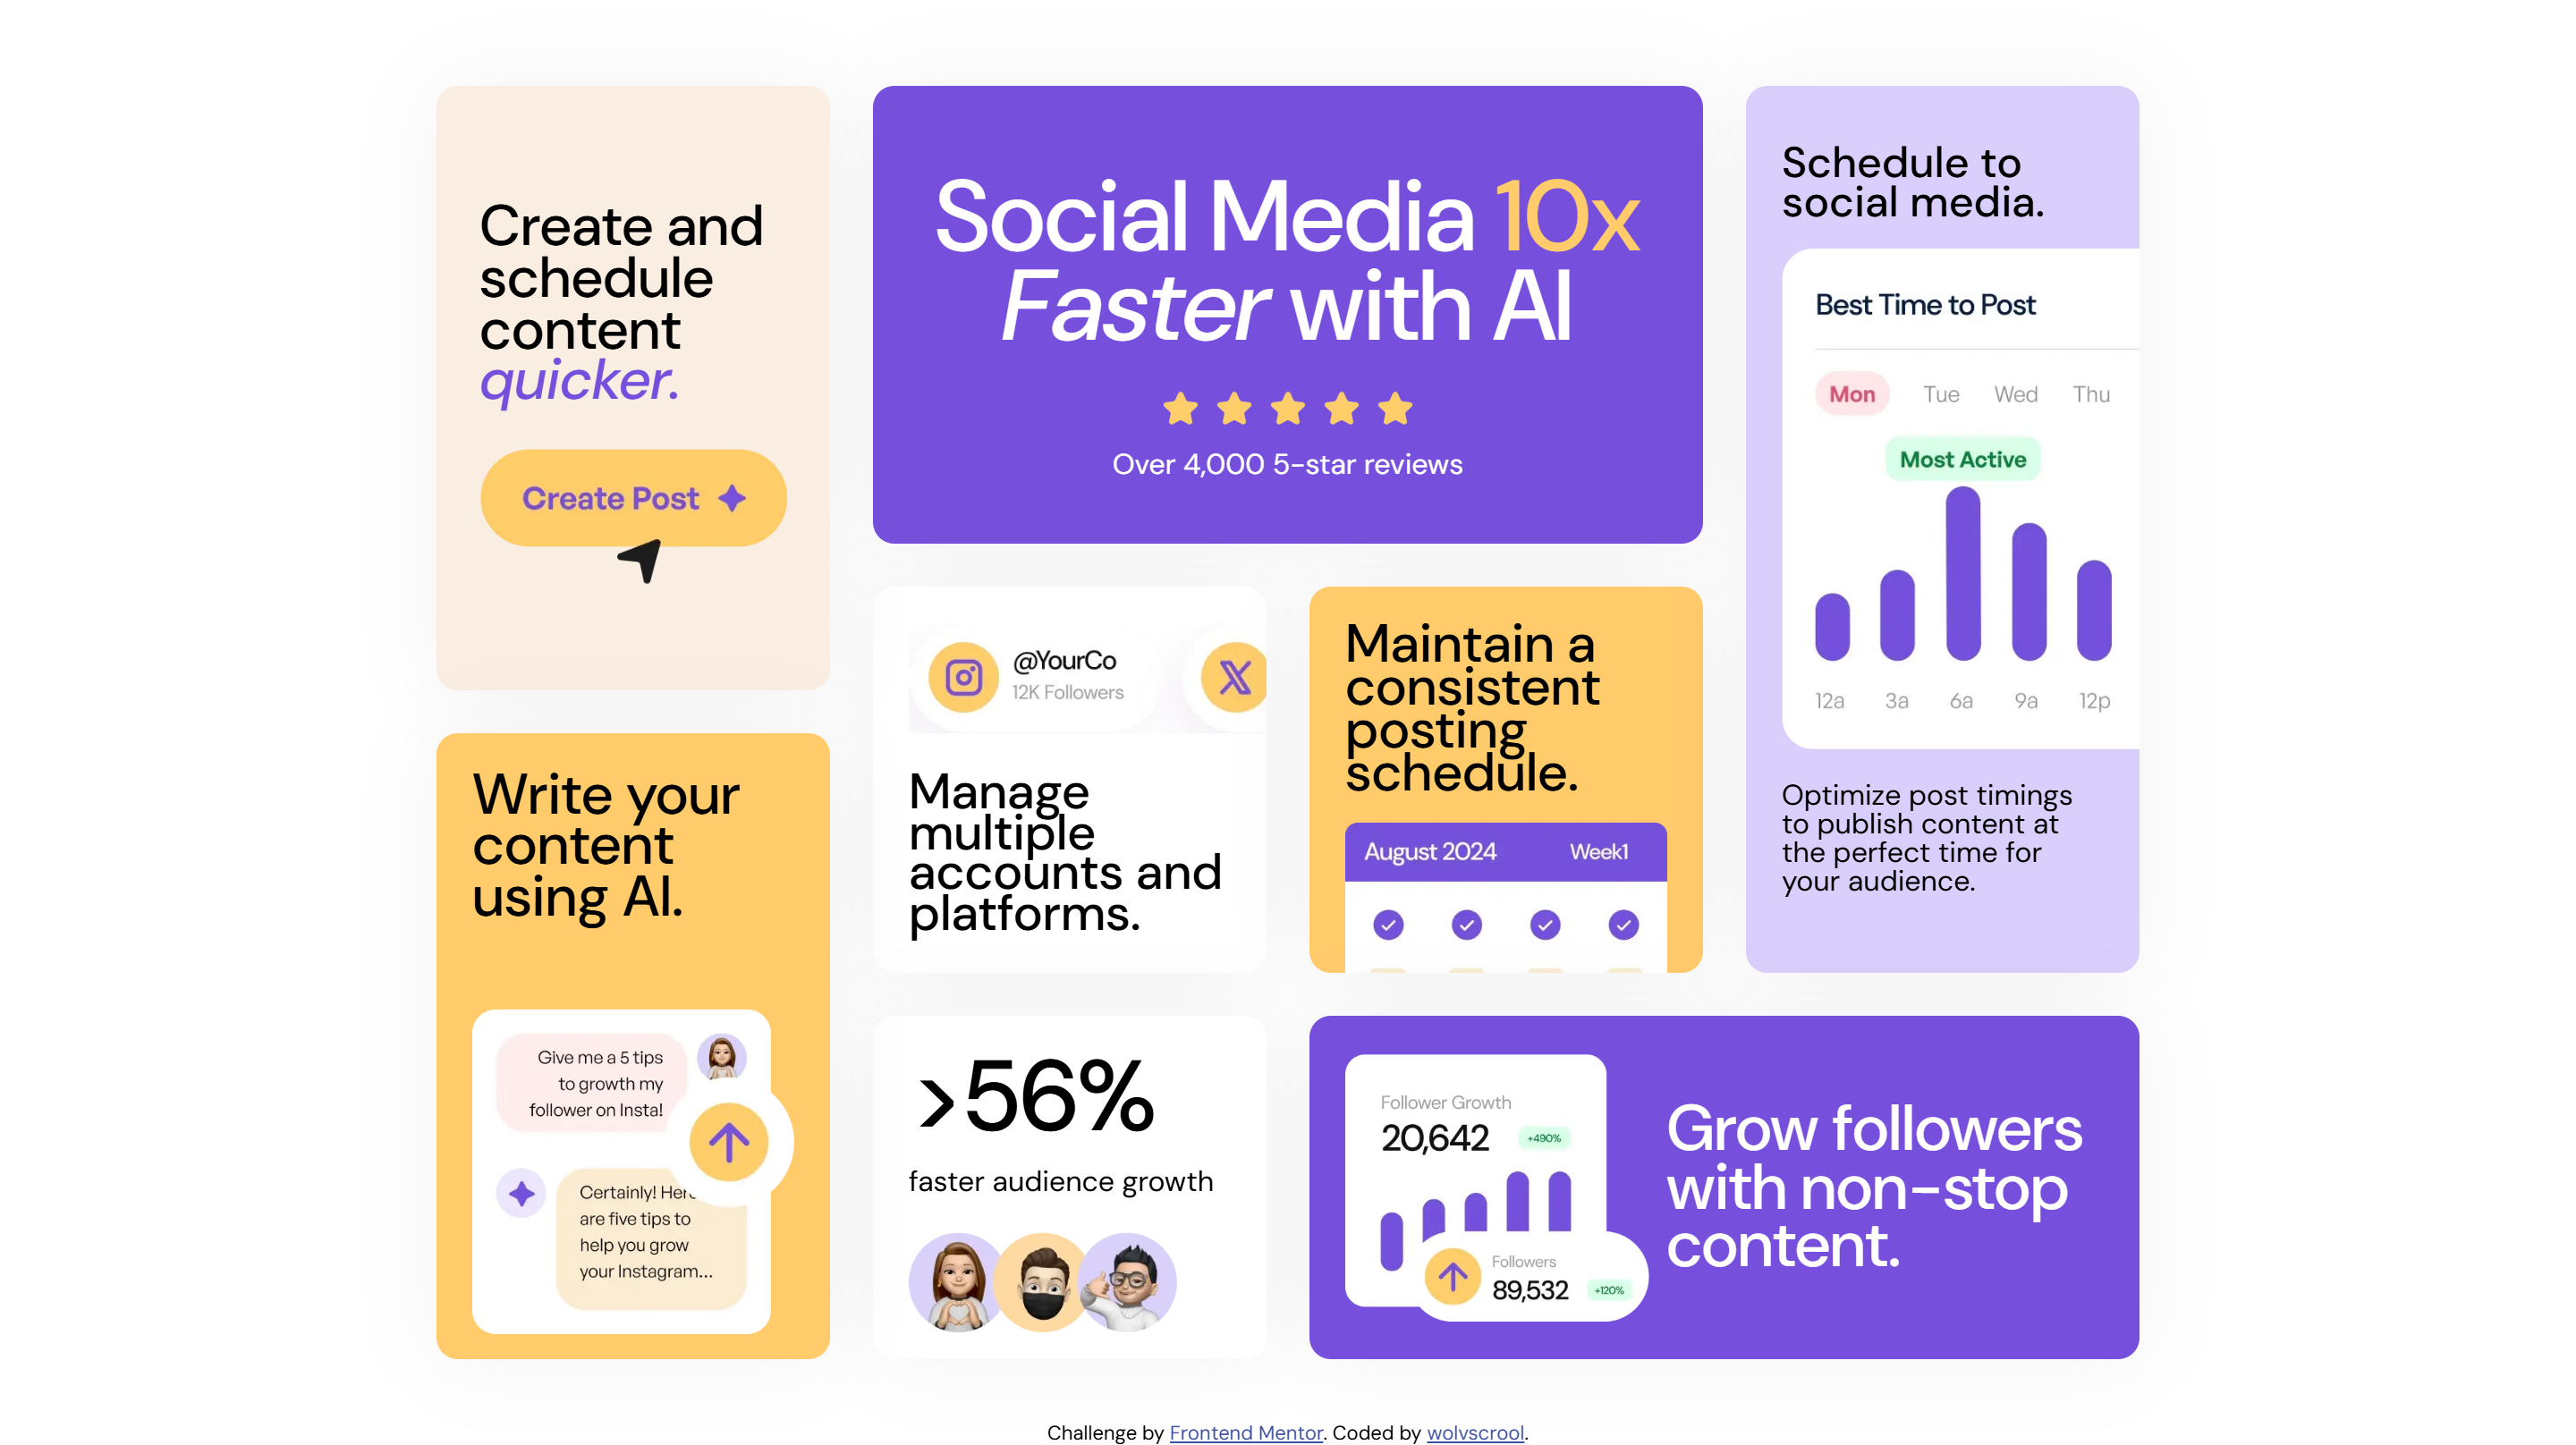 Create and
schedule
content
quicker.
Create Post
Social Media 10x
Faster with AI
Over 4,000 5-star reviews
Schedule to
social media.
Best Time to Post
Mon Tue Wed Thu
Most Active
12a 3a 6a 9a 12p
Optimize post timings
to publish content at
the perfect time for
your audience.
@YourCo
12K Followers
Manage
multiple
accounts and
platforms.
Maintain a
consistent
posting
schedule.
August 2024 Week1
Write your
content
using AI.
Give me a 5 tips
to growth my
follower on Insta!
Certainly! Here
are five tips to
help you grow
your Instagram...
>56%
faster audience growth
Follower Growth
20,642 +490%
Followers
89,532 +120%
Grow followers
with non-stop
content.
Challenge by Frontend Mentor. Coded by wolvscrool.